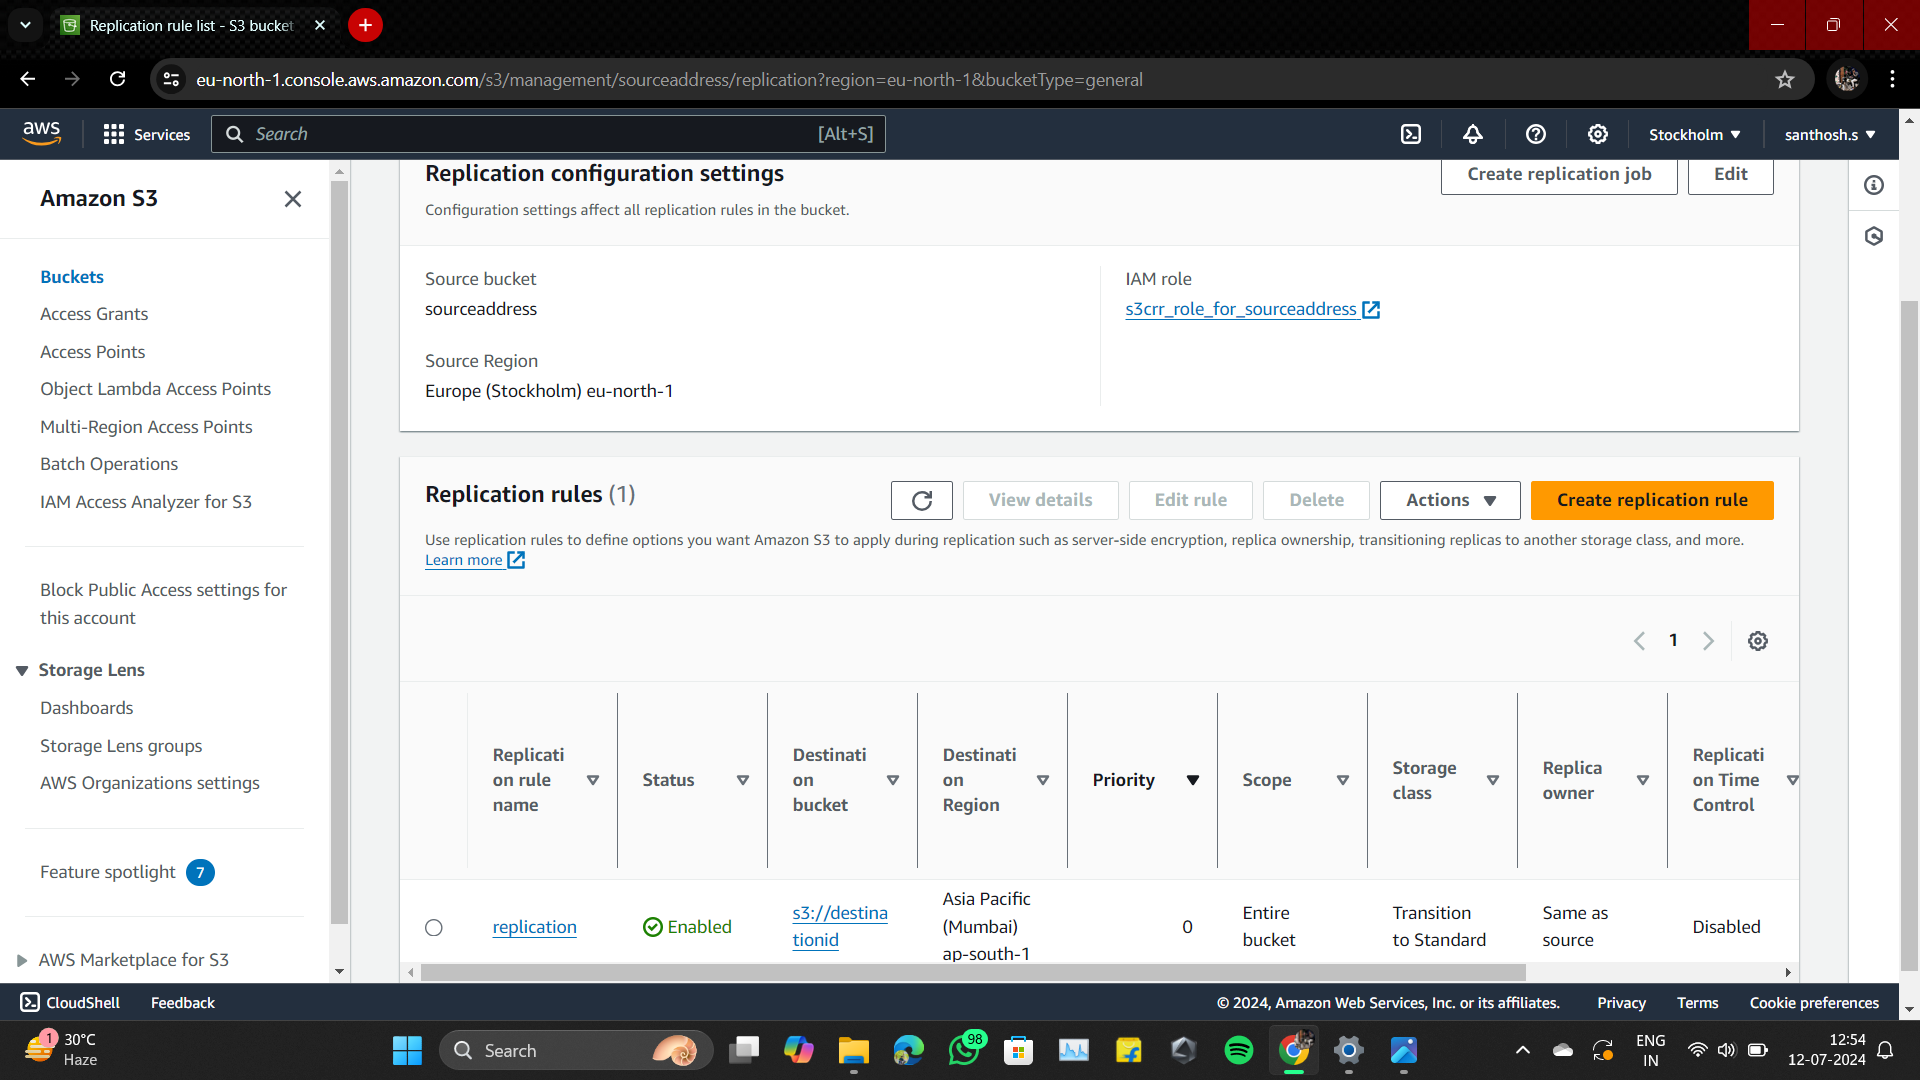 Replication rule list - S3 bucket
eu-north-1.console.aws.amazon.com/s3/management/sourceaddress/replication?region=eu-north-1&bucketType=general
aws
Services
Search
[Alt+S]
Stockholm
santhosh.s
Amazon S3
Buckets
Access Grants
Access Points
Object Lambda Access Points
Multi-Region Access Points
Batch Operations
IAM Access Analyzer for S3
Block Public Access settings for
this account
Storage Lens
Dashboards
Storage Lens groups
AWS Organizations settings
Feature spotlight 7
AWS Marketplace for S3
Replication configuration settings
Create replication job
Edit
Configuration settings affect all replication rules in the bucket.
Source bucket
sourceaddress
Source Region
Europe (Stockholm) eu-north-1
IAM role
s3crr_role_for_sourceaddress
Replication rules (1)
View details
Edit rule
Delete
Actions
Create replication rule
Use replication rules to define options you want Amazon S3 to apply during replication such as server-side encryption, replica ownership, transitioning replicas to another storage class, and more.
Learn more
1
Replicati
on rule
name
Status
Destinati
on
bucket
Destinati
on
Region
Priority
Scope
Storage
class
Replica
owner
Replicati
on Time
Control
replication
Enabled
s3://destina
tionid
Asia Pacific
(Mumbai)
ap-south-1
0
Entire
bucket
Transition
to Standard
Same as
source
Disabled
CloudShell
Feedback
© 2024, Amazon Web Services, Inc. or its affiliates.
Privacy
Terms
Cookie preferences
1
30°C
Haze
Search
98
ENG
IN
12:54
12-07-2024